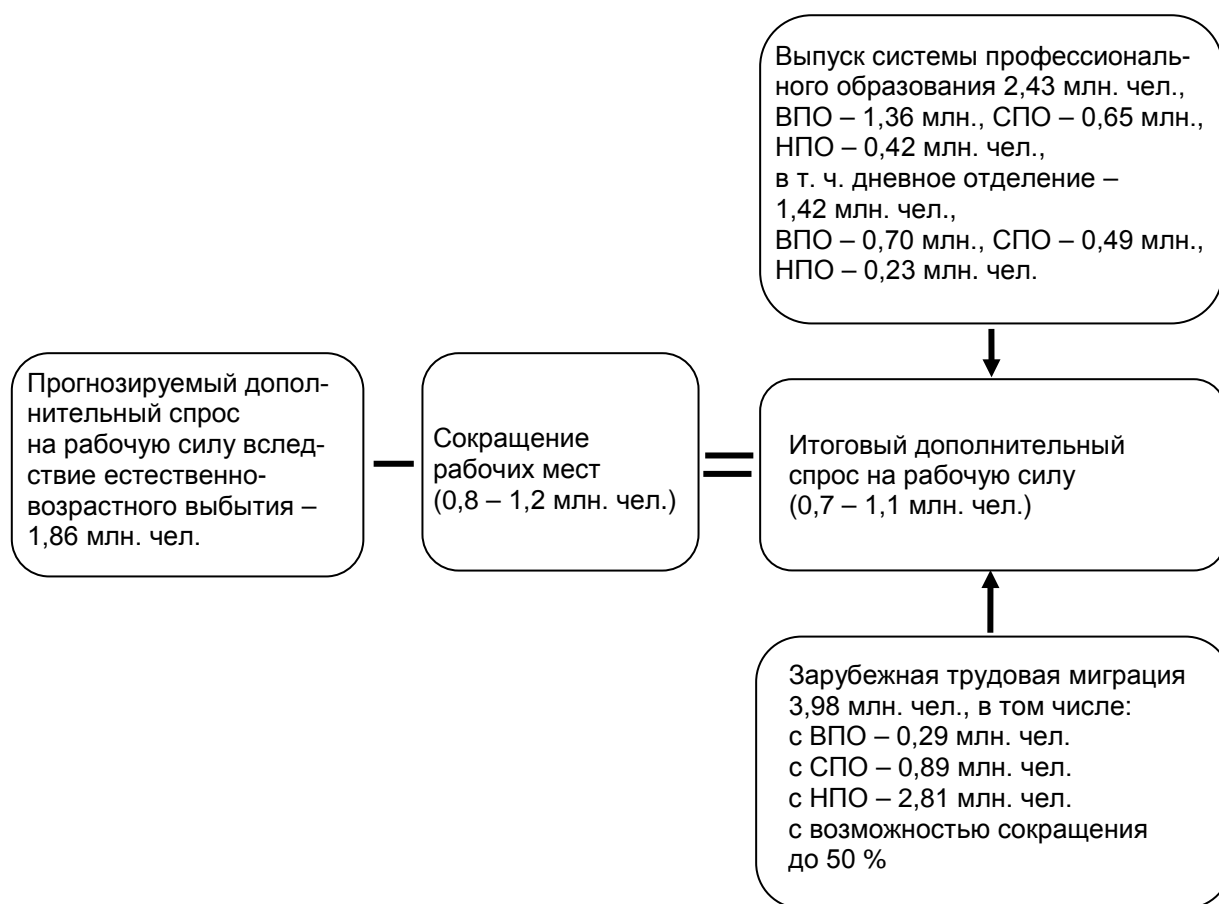 Выпуск системы профессиональ-
ного образования 2,43 млн. чел.,
ВПО – 1,36 млн., СПО – 0,65 млн.,
НПО – 0,42 млн. чел.,
в т. ч. дневное отделение –
1,42 млн. чел.,
ВПО – 0,70 млн., СПО – 0,49 млн.,
НПО – 0,23 млн. чел.
Прогнозируемый допол-
нительный спрос
на рабочую силу вслед-
ствие естественно-
возрастного выбытия –
1,86 млн. чел.
Сокращение
рабочих мест
(0,8 – 1,2 млн. чел.)
Итоговый дополнительный
спрос на рабочую силу
(0,7 – 1,1 млн. чел.)
Зарубежная трудовая миграция
3,98 млн. чел., в том числе:
с ВПО – 0,29 млн. чел.
с СПО – 0,89 млн. чел.
с НПО – 2,81 млн. чел.
с возможностью сокращения
до 50 %